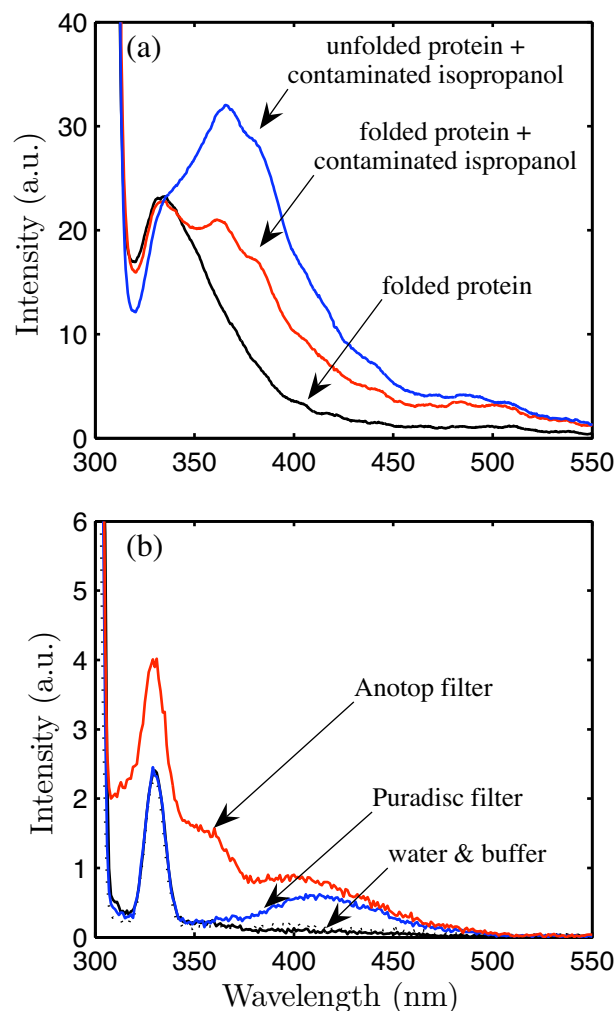 (a)
unfolded protein +
contaminated isopropanol
folded protein +
contaminated ispropanol
folded protein
Intensity (a.u.)
40
30
20
10
0
300 350 400 450 500 550
(b)
Anotop filter
Puradisc filter
water & buffer
Intensity (a.u.)
6
5
4
3
2
1
0
300 350 400 450 500 550
Wavelength (nm)